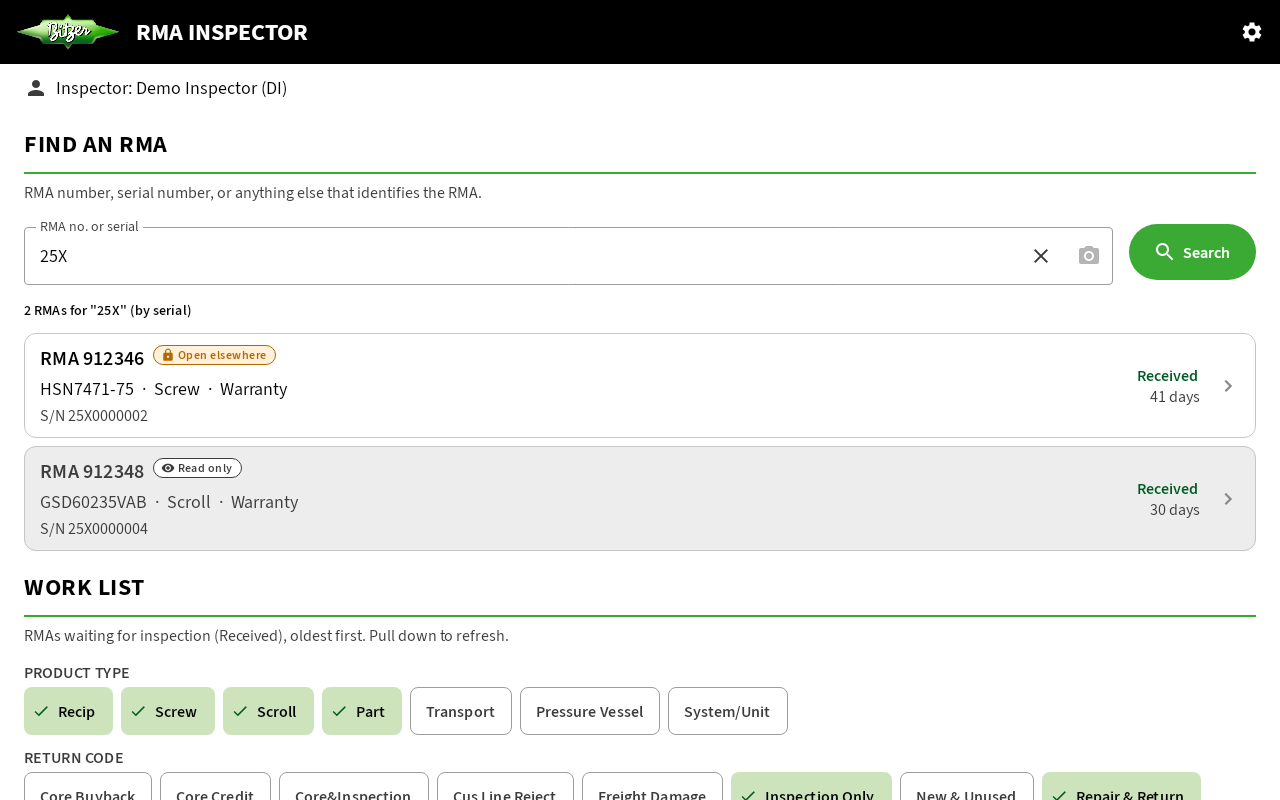 Bitzer RMA INSPECTOR
Inspector: Demo Inspector (DI)
FIND AN RMA
RMA number, serial number, or anything else that identifies the RMA.
RMA no. or serial
25X
Search
2 RMAs for "25X" (by serial)
RMA 912346 Open elsewhere
HSN7471-75 · Screw · Warranty
S/N 25X0000002
Received
41 days
RMA 912348 Read only
GSD60235VAB · Scroll · Warranty
S/N 25X0000004
Received
30 days
WORK LIST
RMAs waiting for inspection (Received), oldest first. Pull down to refresh.
PRODUCT TYPE
Recip Screw Scroll Part Transport Pressure Vessel System/Unit
RETURN CODE
Core Buyback Core Credit Core&Inspection Cus Line Reject Freight Damage Inspection Only New & Unused Repair & Return